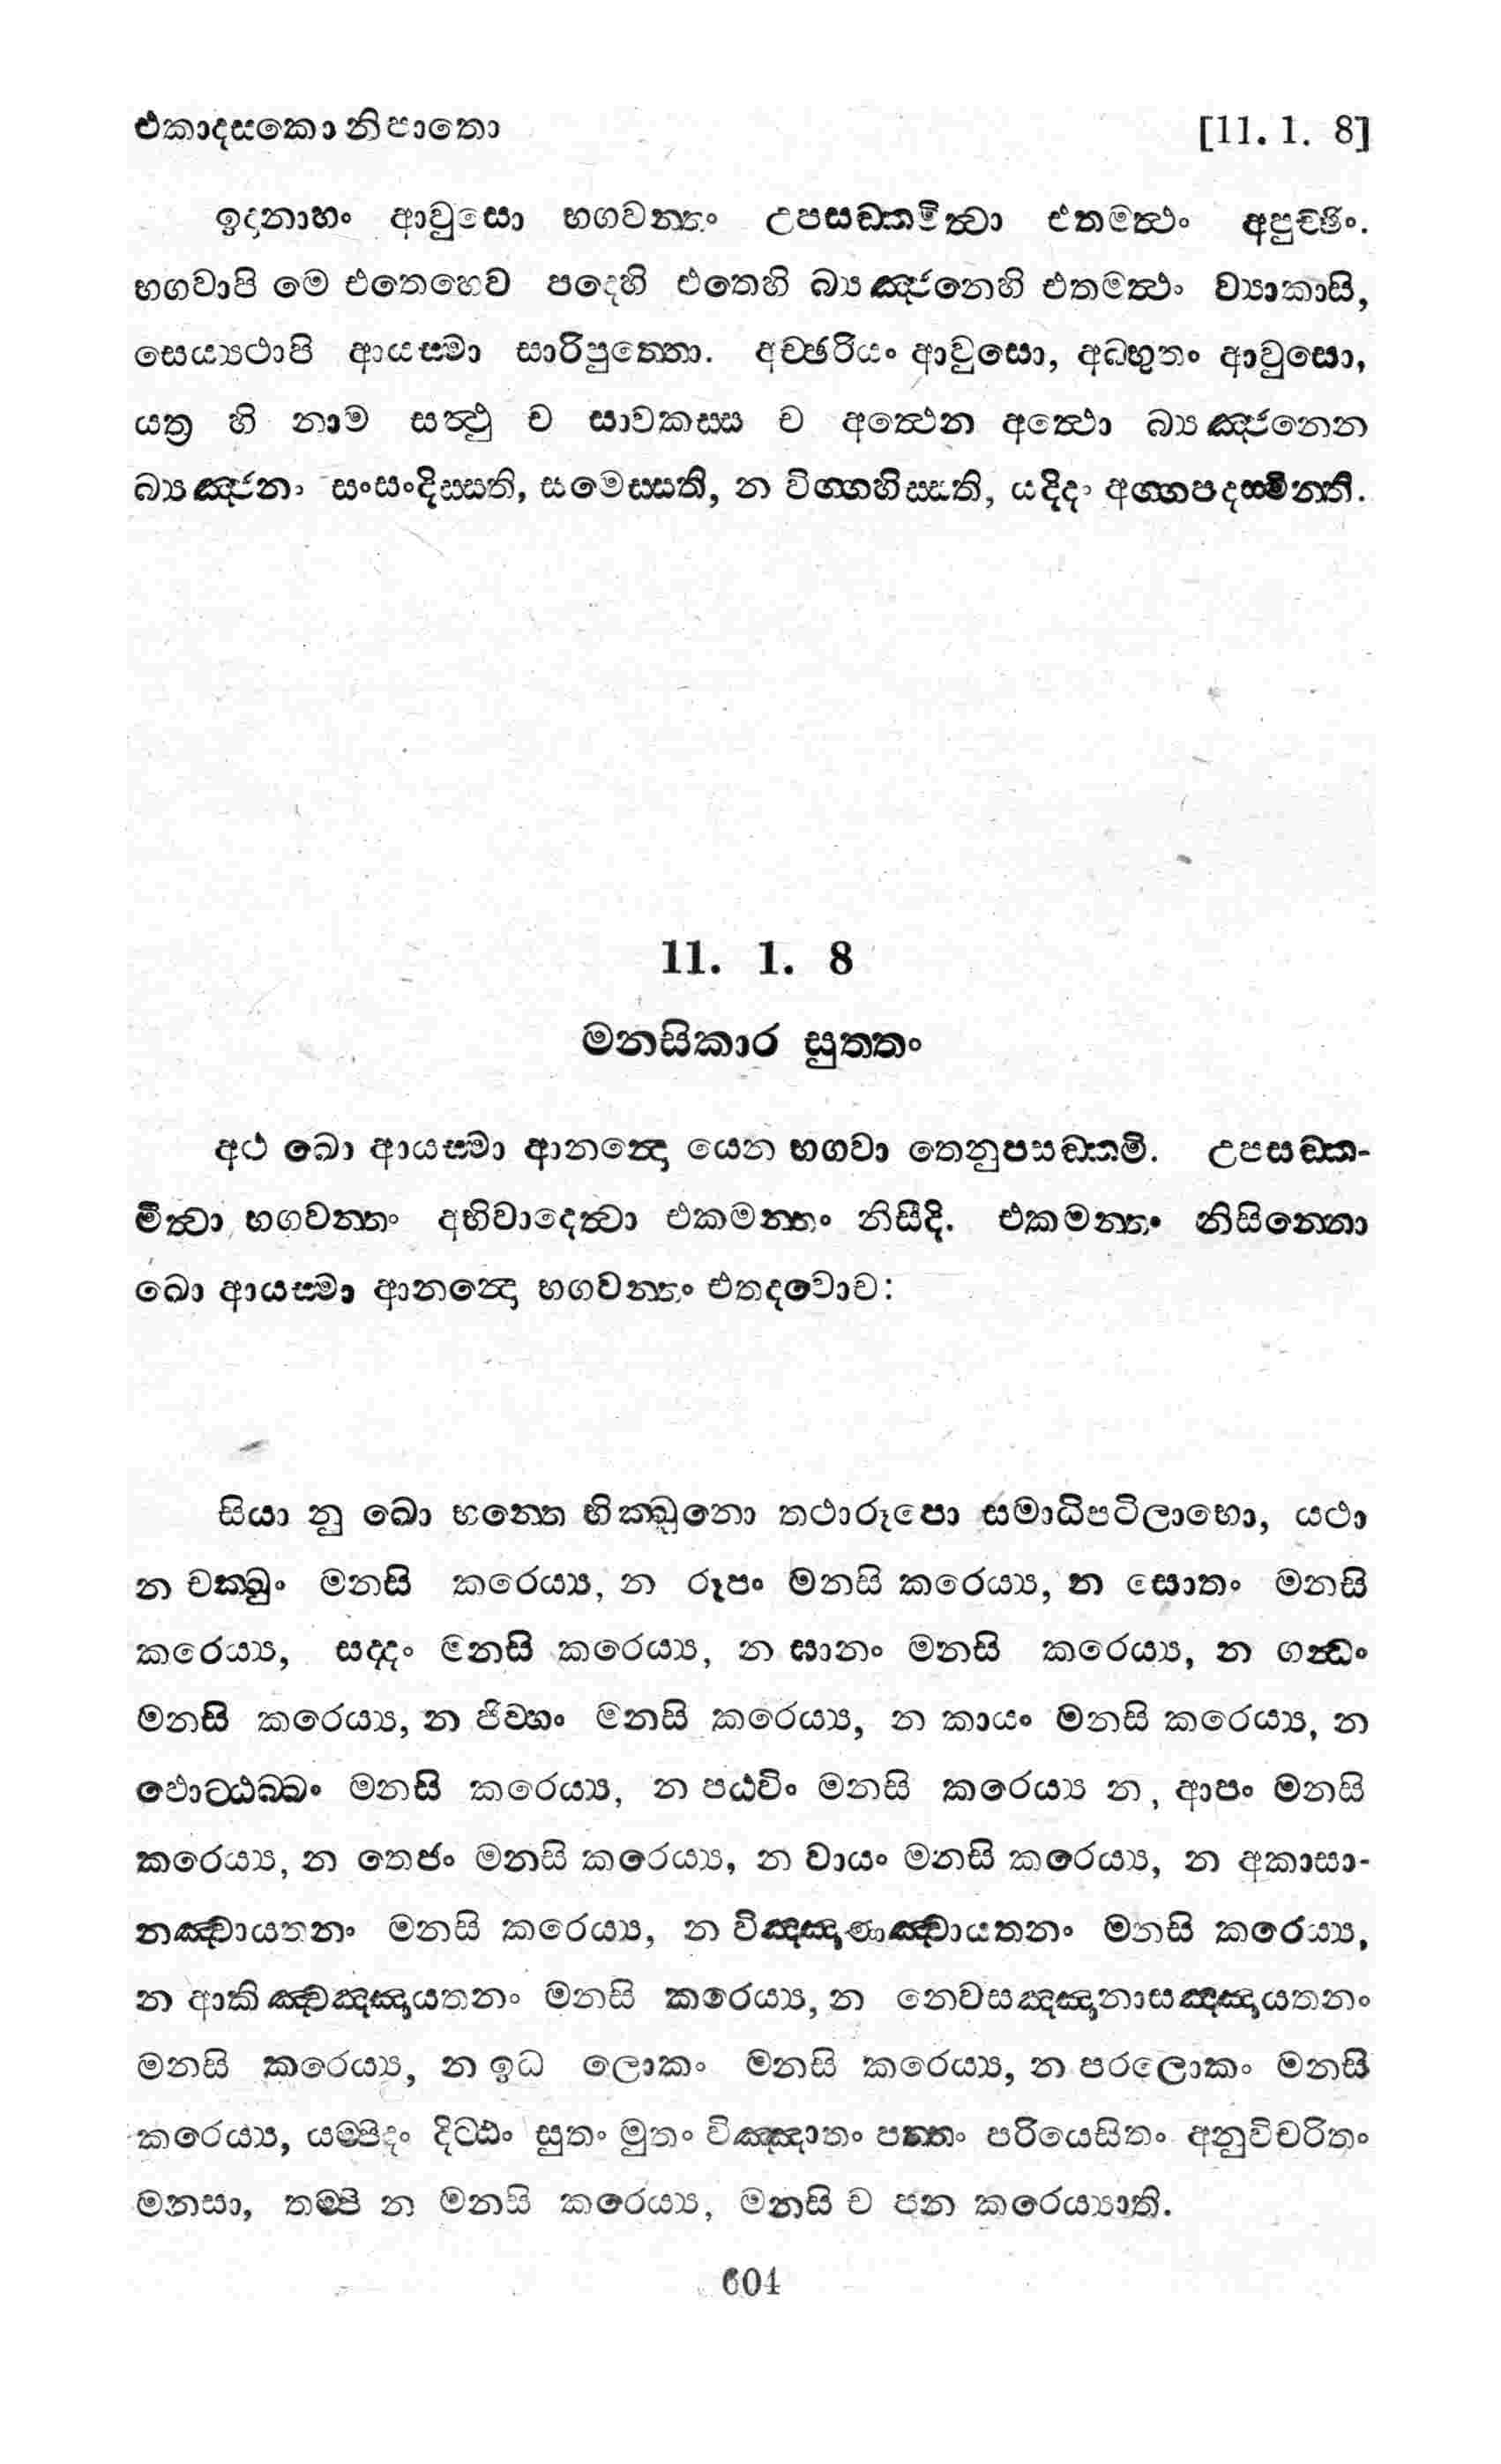 එකාදසකො නිපාතො [11. 1. 8]
ඉදානාහං ආවුසො භගවන්තං උපසඞ්කමිත්වා එතමත්ථං අපුච්ඡිං.
භගවාපි මෙ එතෙහෙව පදෙහි එතෙහි බ්‍යඤ්ජනෙහි එතමත්ථං ව්‍යාකාසි,
සෙය්‍යථාපි ආයස්මා සාරිපුත්තො. අච්ඡරියං ආවුසො, අබ්භුතං ආවුසො,
යත්‍ර හි නාම සත්ථු ච සාවකස්ස ච අත්ථෙන අත්ථො බ්‍යඤ්ජනෙන
බ්‍යඤ්ජනං සංසංදිස්සති, සමෙස්සති, න විග්ගහිස්සති, යදිදං අග්ගපදස්මින්ති.
11. 1. 8
මනසිකාර සුත්තං
අථ ඛො ආයස්මා ආනන්දො යෙන භගවා තෙනුපසඞ්කමි. උපසඞ්ක-
මිත්වා භගවන්තං අභිවාදෙත්වා එකමන්තං නිසීදි. එකමන්තං නිසින්නො
ඛො ආයස්මා ආනන්දො භගවන්තං එතදවොච:
සියා නු ඛො භන්තෙ භික්ඛුනො තථාරූපො සමාධිපටිලාභො, යථා
න චක්ඛුං මනසි කරෙය්‍ය, න රූපං මනසි කරෙය්‍ය, න සොතං මනසි
කරෙය්‍ය, සද්දං මනසි කරෙය්‍ය, න ඝානං මනසි කරෙය්‍ය, න ගන්ධං
මනසි කරෙය්‍ය, න ජිව්හං මනසි කරෙය්‍ය, න කායං මනසි කරෙය්‍ය, න
ඵොට්ඨබ්බං මනසි කරෙය්‍ය, න පඨවිං මනසි කරෙය්‍ය න, ආපං මනසි
කරෙය්‍ය, න තෙජං මනසි කරෙය්‍ය, න වායං මනසි කරෙය්‍ය, න අකාසා-
නඤ්චායතනං මනසි කරෙය්‍ය, න විඤ්ඤාණඤ්චායතනං මනසි කරෙය්‍ය,
න ආකිඤ්චඤ්ඤායතනං මනසි කරෙය්‍ය, න නෙවසඤ්ඤානාසඤ්ඤායතනං
මනසි කරෙය්‍ය, න ඉධ ලොකං මනසි කරෙය්‍ය, න පරලොකං මනසි
කරෙය්‍ය, යම්පිදං දිට්ඨං සුතං මුතං විඤ්ඤාතං පත්තං පරියෙසිතං අනුවිචරිතං
මනසා, තම්පි න මනසි කරෙය්‍ය, මනසි ච පන කරෙය්‍යාති.
604